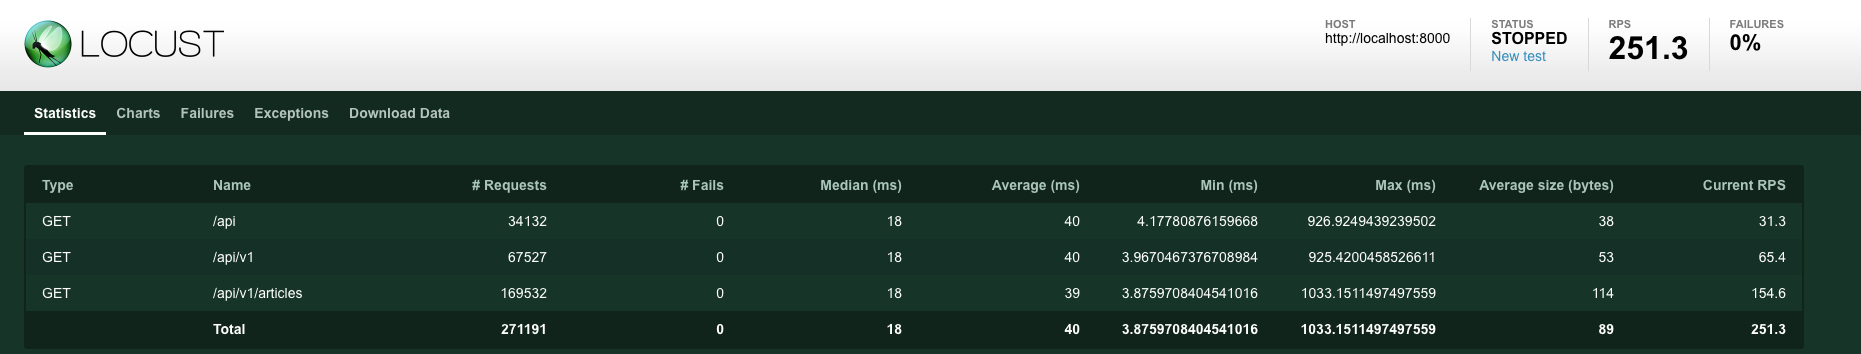 LOCUST
HOST
http://localhost:8000
STATUS
STOPPED
New test
RPS
251.3
FAILURES
0%
Statistics Charts Failures Exceptions Download Data
Type Name # Requests # Fails Median (ms) Average (ms) Min (ms) Max (ms) Average size (bytes) Current RPS
GET /api 34132 0 18 40 4.17780876159668 926.9249439239502 38 31.3
GET /api/v1 67527 0 18 40 3.9670467376708984 925.4200458526611 53 65.4
GET /api/v1/articles 169532 0 18 39 3.8759708404541016 1033.1511497497559 114 154.6
Total 271191 0 18 40 3.8759708404541016 1033.1511497497559 89 251.3